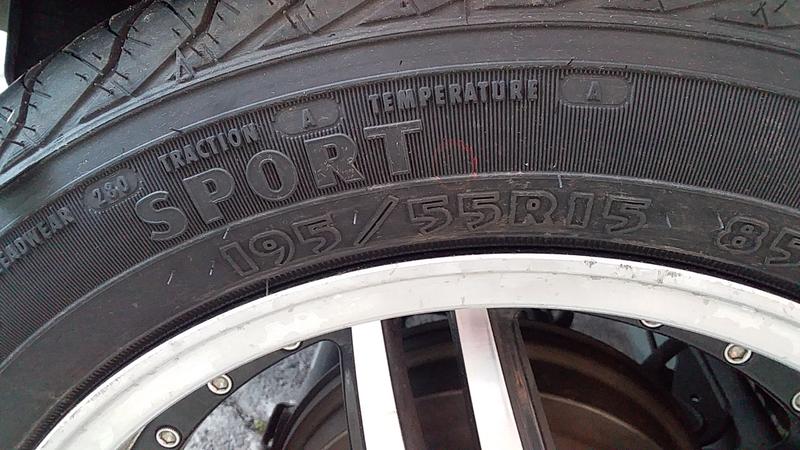 TREADWEAR 280 TRACTION A TEMPERATURE A
SPORT
195/55R15 85